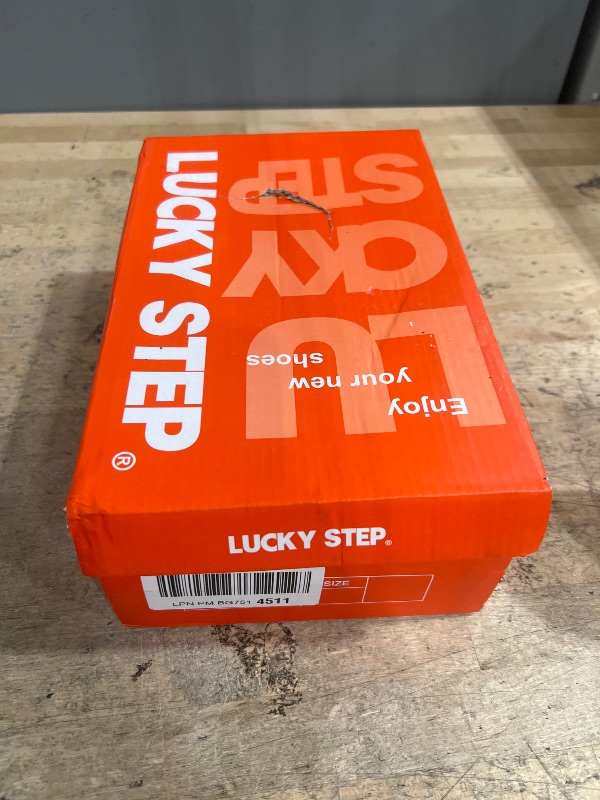 LUCKY STEP®
STEP
CKY
LU
Enjoy
your new
shoes
LUCKY STEP®
SIZE
4511